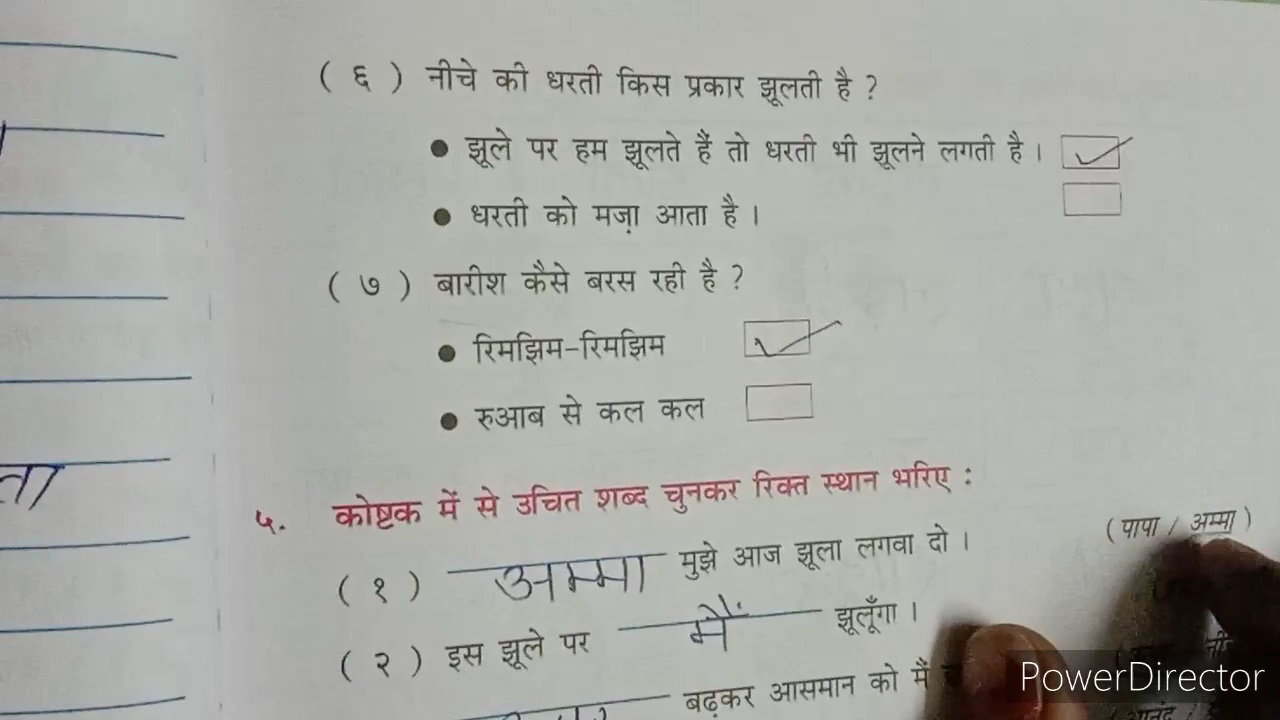 ( ६ ) नीचे की धरती किस प्रकार झूलती है ?
● झूले पर हम झूलते हैं तो धरती भी झूलने लगती है ।
● धरती को मज़ा आता है ।
( ७ ) बारीश कैसे बरस रही है ?
● रिमझिम-रिमझिम
● रुआब से कल कल
५. कोष्टक में से उचित शब्द चुनकर रिक्त स्थान भरिए :
( १ ) अम्मा मुझे आज झूला लगवा दो । (पापा / अम्मा)
( २ ) इस झूले पर मैं झूलूँगा ।
बढ़कर आसमान को मैं
PowerDirector